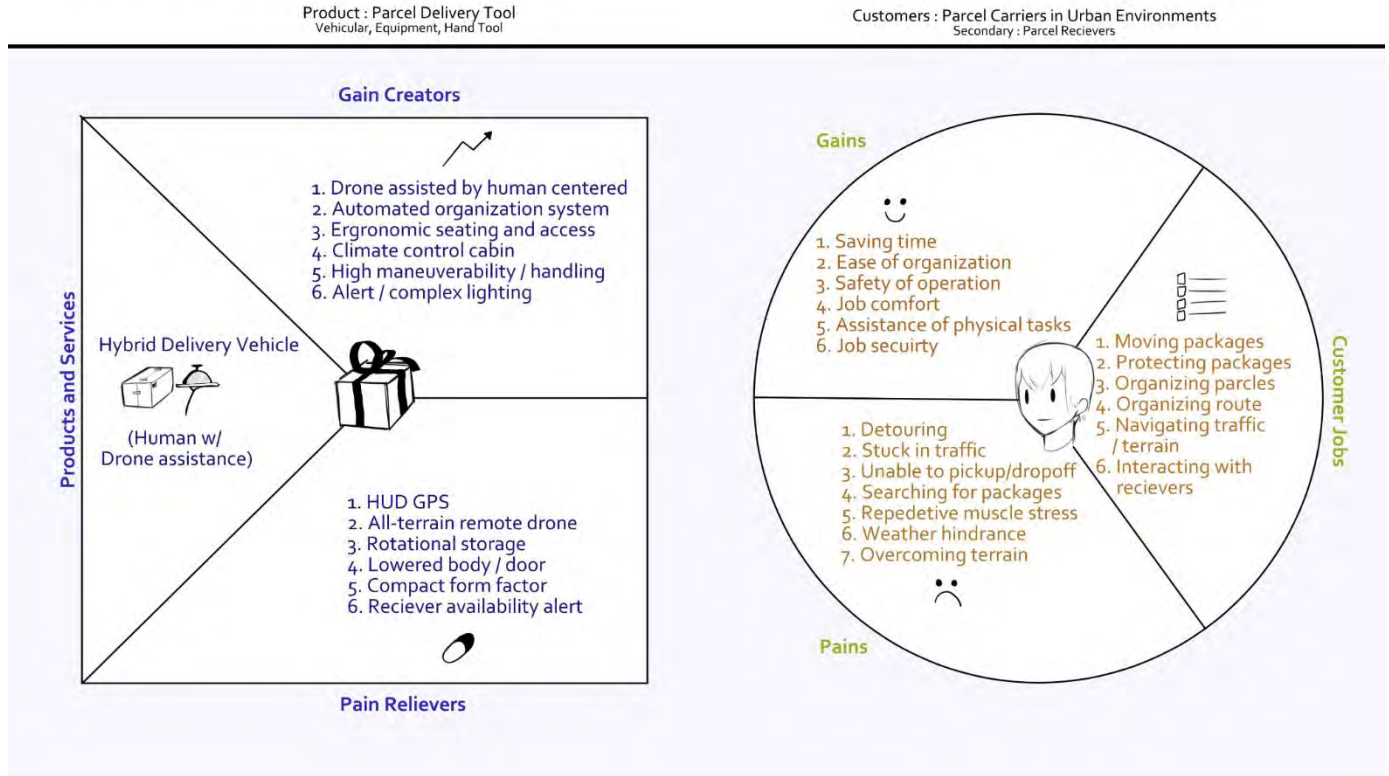 Product : Parcel Delivery Tool
Vehicular, Equipment, Hand Tool
Customers : Parcel Carriers in Urban Environments
Secondary : Parcel Recievers
Gain Creators
1. Drone assisted by human centered
2. Automated organization system
3. Ergronomic seating and access
4. Climate control cabin
5. High maneuverability / handling
6. Alert / complex lighting
Products and Services
Hybrid Delivery Vehicle
(Human w/
Drone assistance)
1. HUD GPS
2. All-terrain remote drone
3. Rotational storage
4. Lowered body / door
5. Compact form factor
6. Reciever availability alert
Pain Relievers
Gains
1. Saving time
2. Ease of organization
3. Safety of operation
4. Job comfort
5. Assistance of physical tasks
6. Job secuirty
1. Moving packages
2. Protecting packages
3. Organizing parcles
4. Organizing route
5. Navigating traffic
/ terrain
6. Interacting with
recievers
Customer Jobs
1. Detouring
2. Stuck in traffic
3. Unable to pickup/dropoff
4. Searching for packages
5. Repedetive muscle stress
6. Weather hindrance
7. Overcoming terrain
Pains